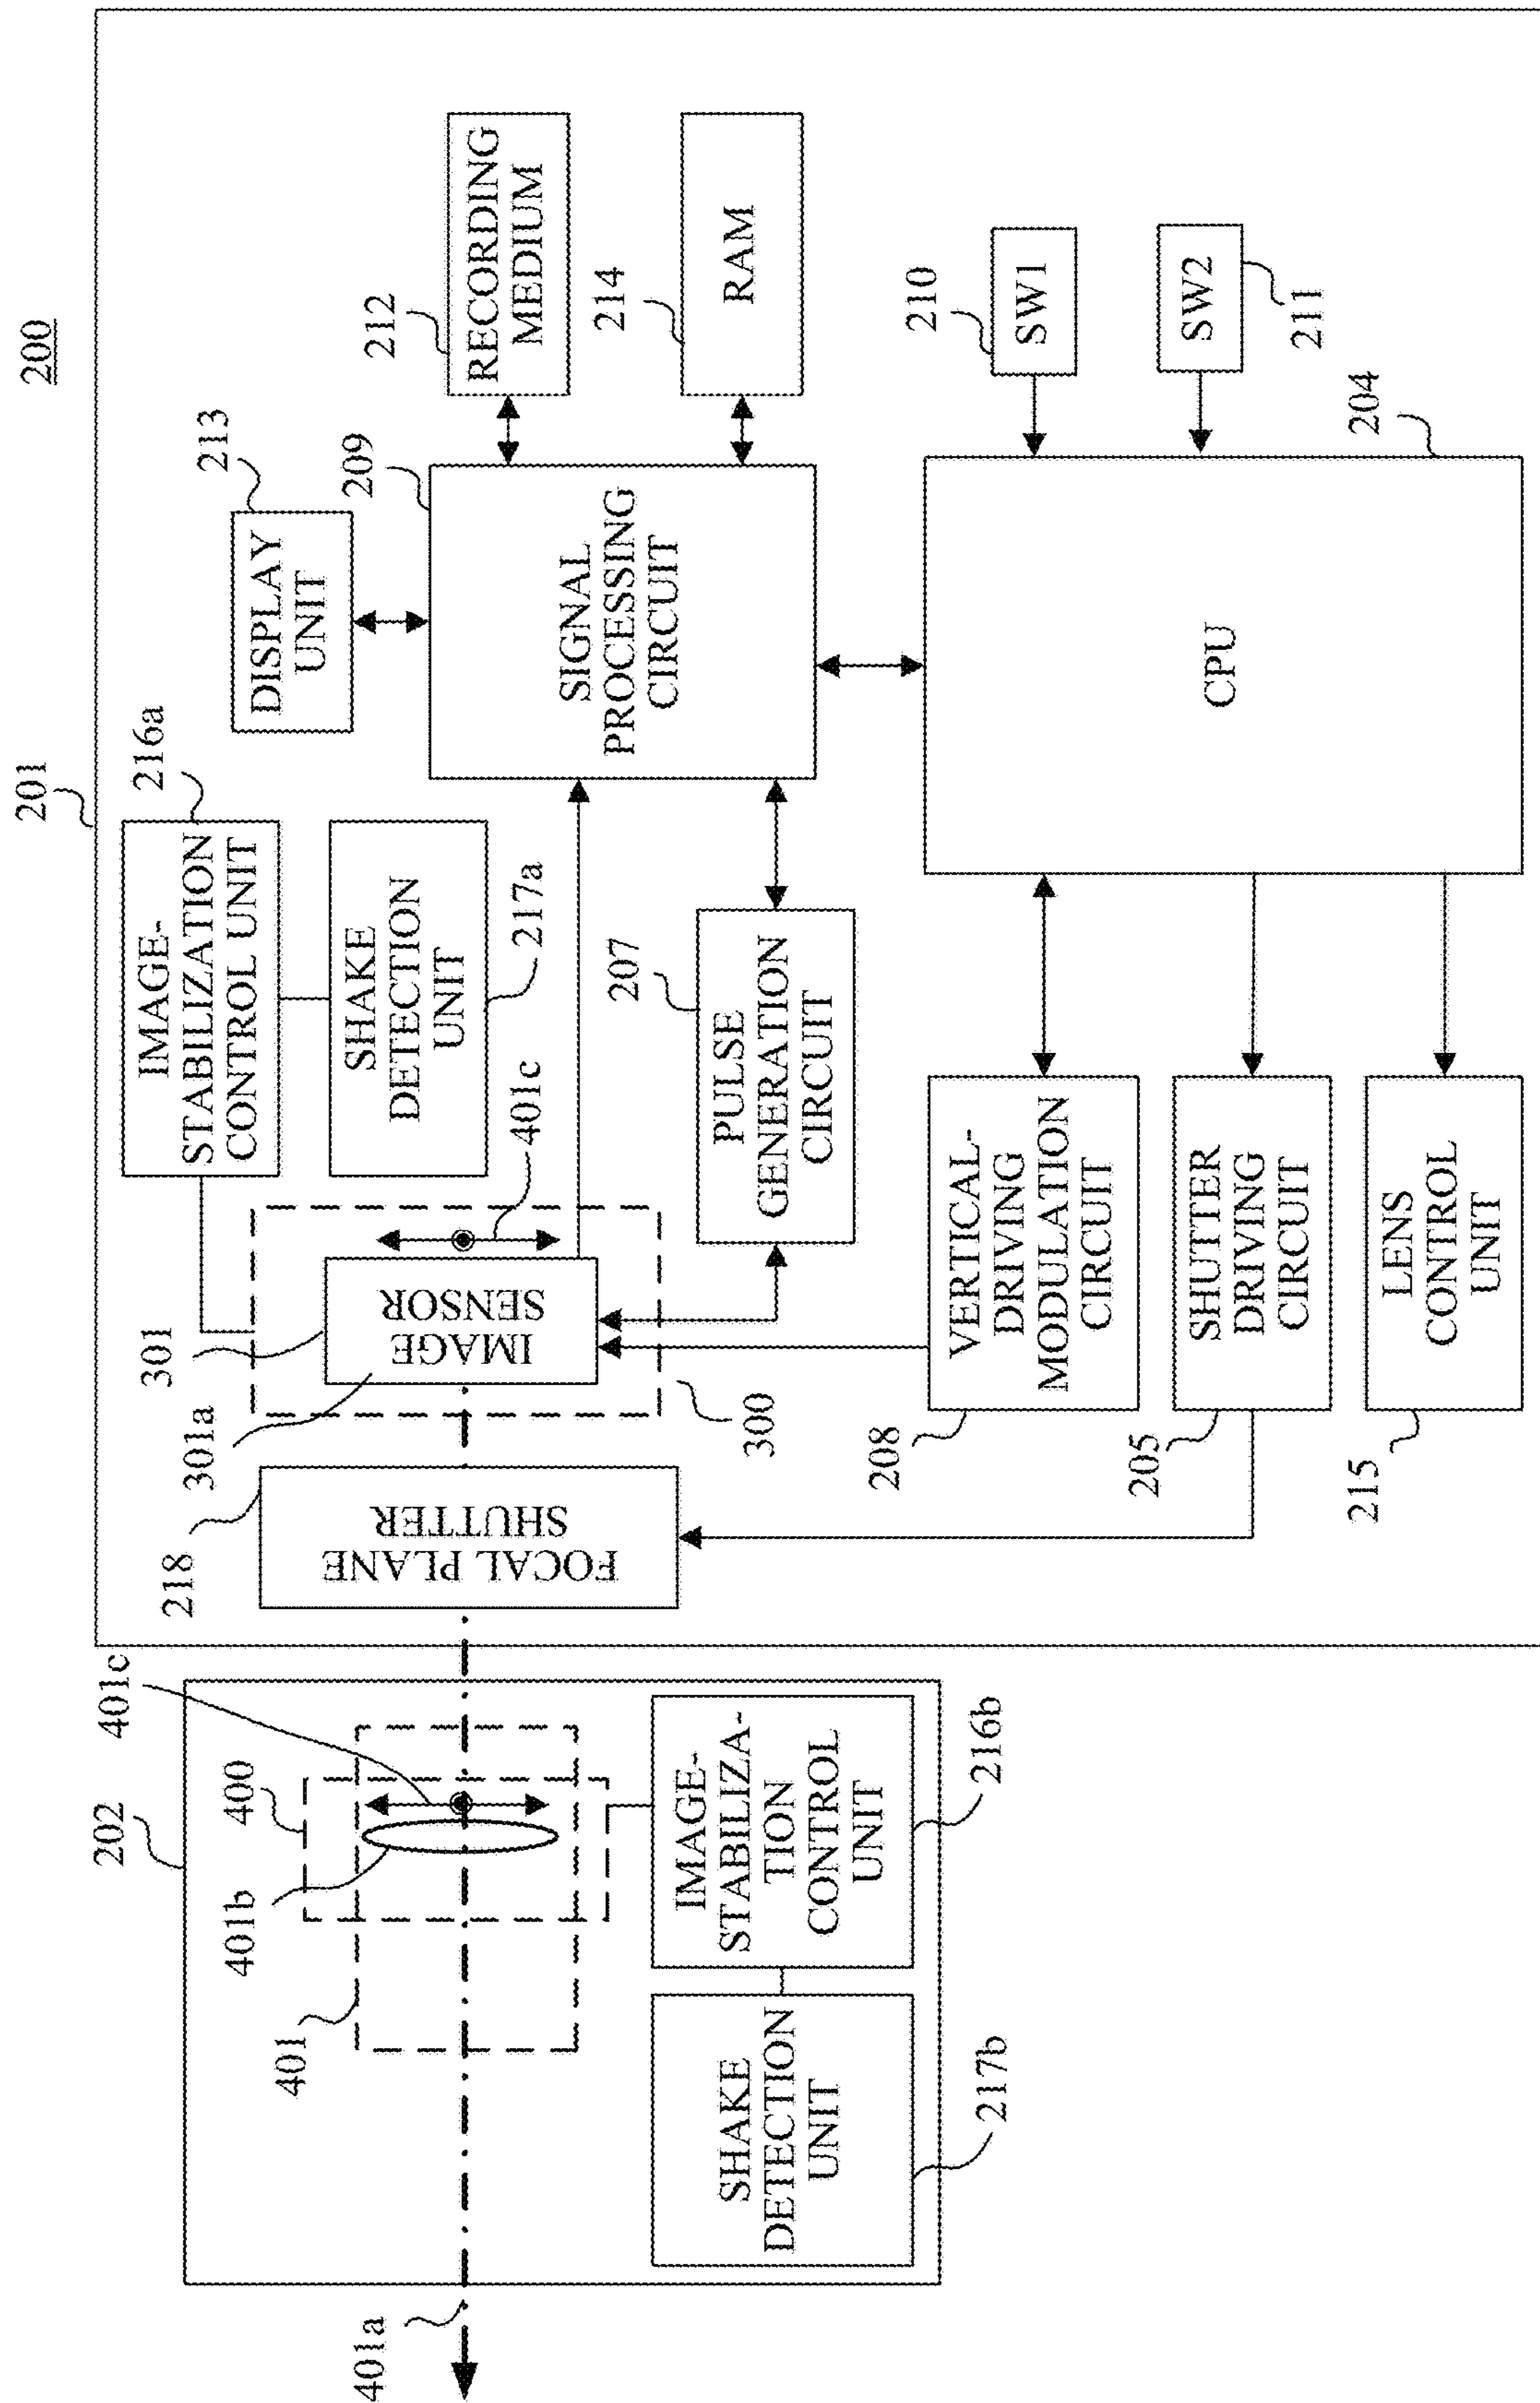 200
201
202
401a
401
401b
400
401c
SHAKE
DETECTION
UNIT
217b
IMAGE-
STABILIZA-
TION
CONTROL
UNIT
216b
218
FOCAL PLANE
SHUTTER
301a
301
IMAGE
SENSOR
300
401c
IMAGE-
STABILIZATION
CONTROL UNIT
216a
SHAKE
DETECTION
UNIT
217a
DISPLAY
UNIT
213
209
SIGNAL
PROCESSING
CIRCUIT
212
RECORDING
MEDIUM
214
RAM
207
PULSE
GENERATION
CIRCUIT
208
VERTICAL-
DRIVING
MODULATION
CIRCUIT
205
SHUTTER
DRIVING
CIRCUIT
215
LENS
CONTROL
UNIT
CPU
204
210
SW1
SW2
211